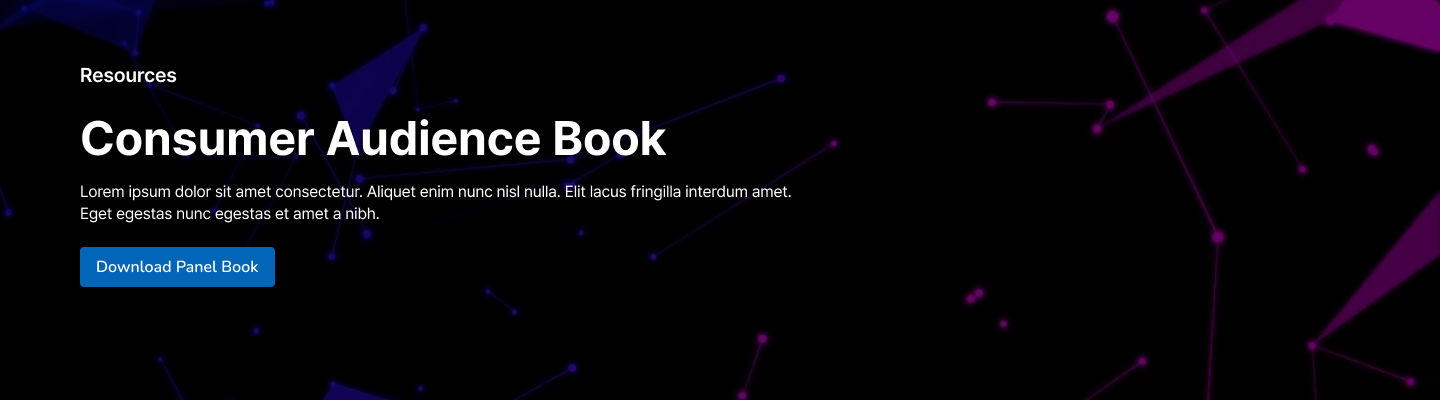 Resources
Consumer Audience Book
Lorem ipsum dolor sit amet consectetur. Aliquet enim nunc nisl nulla. Elit lacus fringilla interdum amet.
Eget egestas nunc egestas et amet a nibh.
Download Panel Book